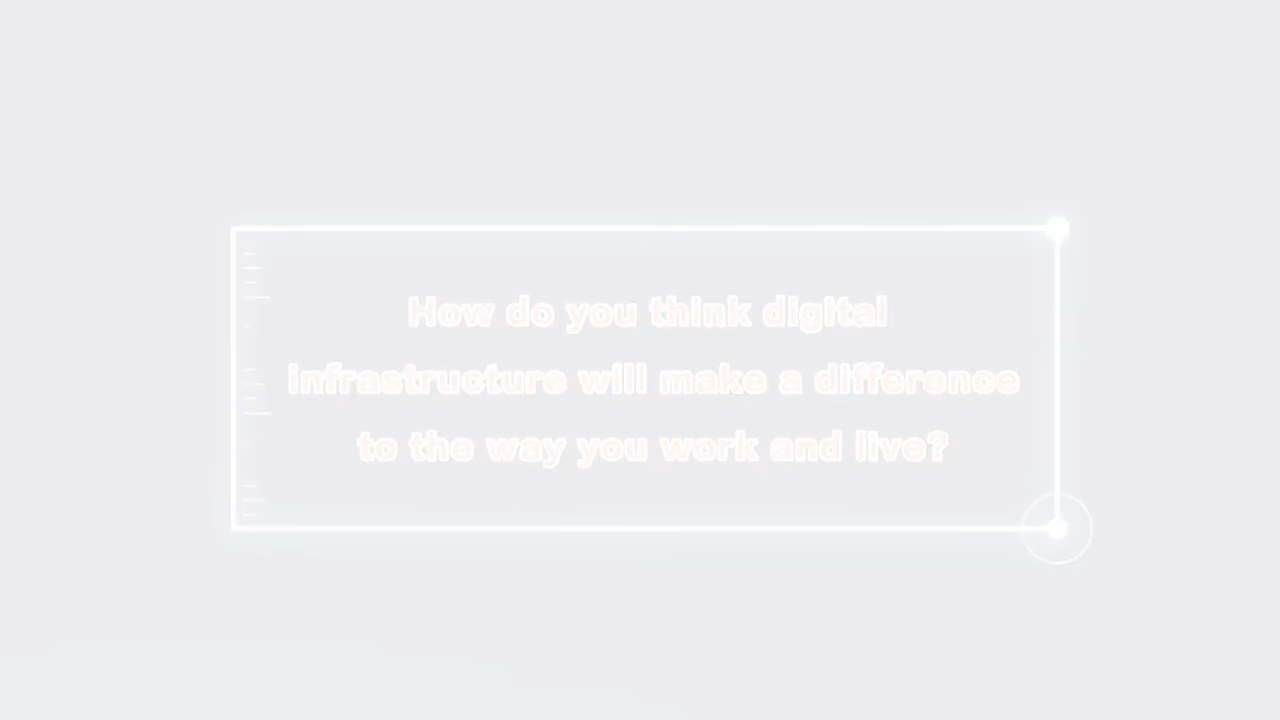 How do you think digital
infrastructure will make a difference
to the way you work and live?